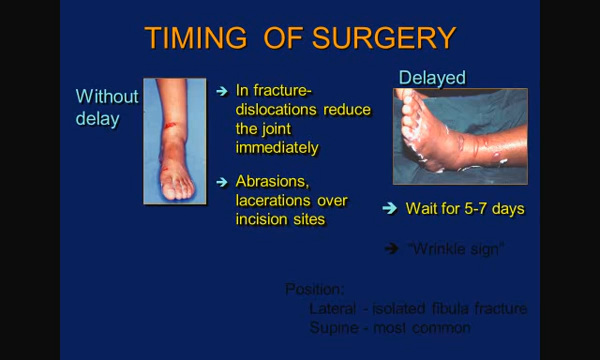 TIMING  OF SURGERY
Without
delay
➔ In fracture-
dislocations reduce
the joint
immediately
➔ Abrasions,
lacerations over
incision sites
Delayed
➔ Wait for 5-7 days
➔ “Wrinkle sign”
Position:
Lateral - isolated fibula fracture
Supine - most common